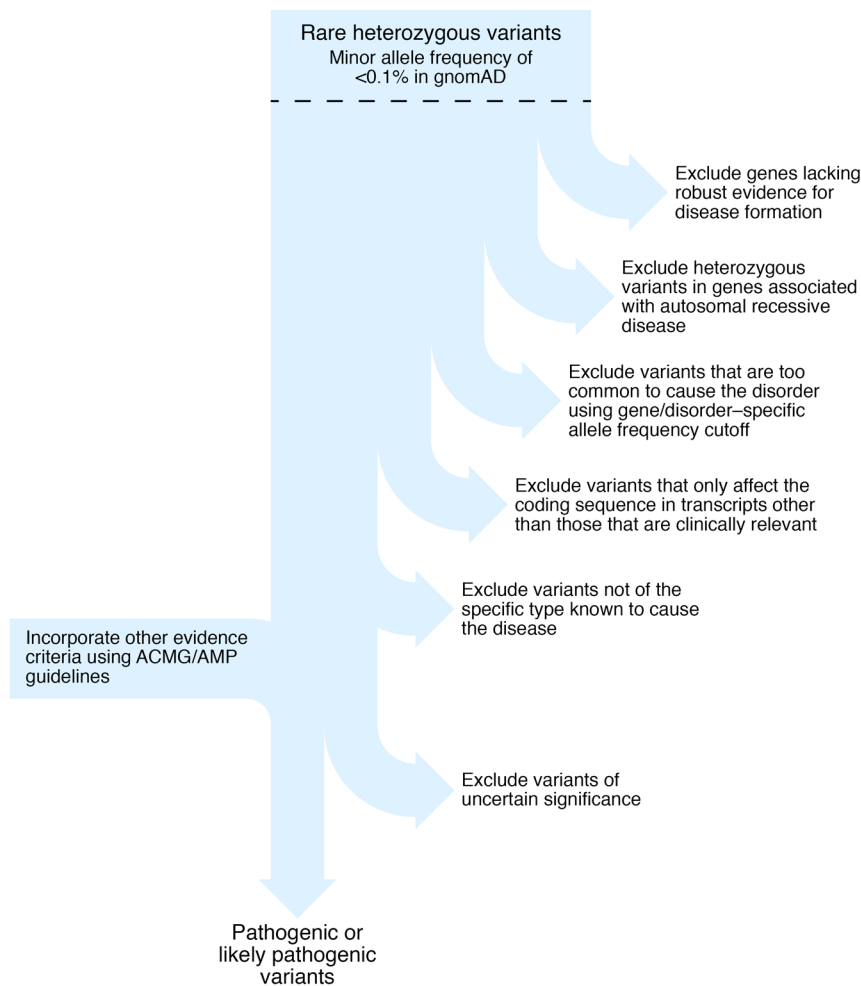 Rare heterozygous variants
Minor allele frequency of
<0.1% in gnomAD
Exclude genes lacking
robust evidence for
disease formation
Exclude heterozygous
variants in genes associated
with autosomal recessive
disease
Exclude variants that are too
common to cause the disorder
using gene/disorder–specific
allele frequency cutoff
Exclude variants that only affect the
coding sequence in transcripts other
than those that are clinically relevant
Exclude variants not of the
specific type known to cause
the disease
Incorporate other evidence
criteria using ACMG/AMP
guidelines
Exclude variants of
uncertain significance
Pathogenic or
likely pathogenic
variants